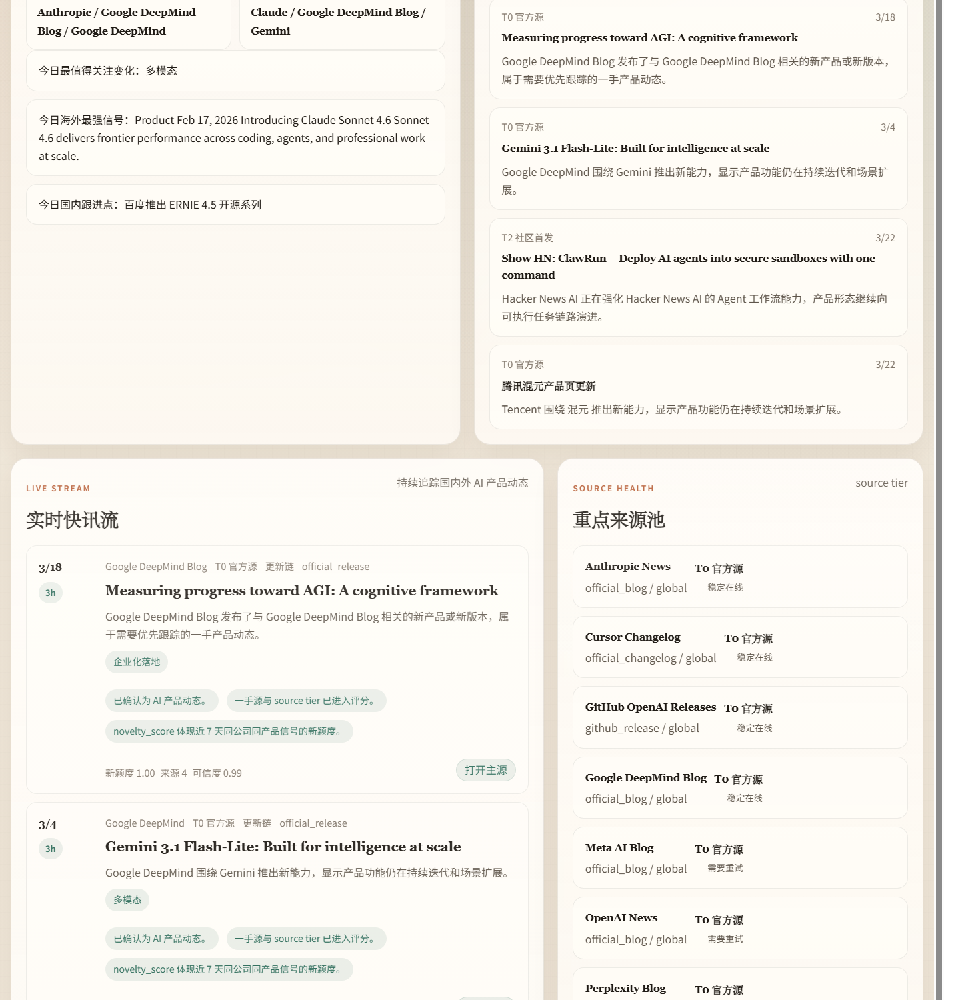 Anthropic / Google DeepMind
Blog / Google DeepMind
Claude / Google DeepMind Blog /
Gemini
今日最值得关注变化：多模态
今日海外最强信号：Product Feb 17, 2026 Introducing Claude Sonnet 4.6 Sonnet
4.6 delivers frontier performance across coding, agents, and professional work
at scale.
今日国内跟进点：百度推出 ERNIE 4.5 开源系列
T0 官方源 3/18
Measuring progress toward AGI: A cognitive framework
Google DeepMind Blog 发布了与 Google DeepMind Blog 相关的新产品或新版本，
属于需要优先跟踪的一手产品动态。
T0 官方源 3/4
Gemini 3.1 Flash-Lite: Built for intelligence at scale
Google DeepMind 围绕 Gemini 推出新能力，显示产品功能仍在持续迭代和场景扩
展。
T2 社区首发 3/22
Show HN: ClawRun – Deploy AI agents into secure sandboxes with one
command
Hacker News AI 正在强化 Hacker News AI 的 Agent 工作流能力，产品形态继续向
可执行任务链路演进。
T0 官方源 3/22
腾讯混元产品页更新
Tencent 围绕 混元 推出新能力，显示产品功能仍在持续迭代和场景扩展。
LIVE STREAM 持续追踪国内外 AI 产品动态
实时快讯流
3/18 Google DeepMind Blog T0 官方源 更新链 official_release
3h Measuring progress toward AGI: A cognitive framework
Google DeepMind Blog 发布了与 Google DeepMind Blog 相关的新产品或新版本，属
于需要优先跟踪的一手产品动态。
企业化落地
已确认为 AI 产品动态。 一手源与 source tier 已进入评分。
novelty_score 体现近 7 天同公司同产品信号的新颖度。
新颖度 1.00 来源 4 可信度 0.99 打开主源
3/4 Google DeepMind T0 官方源 更新链 official_release
3h Gemini 3.1 Flash-Lite: Built for intelligence at scale
Google DeepMind 围绕 Gemini 推出新能力，显示产品功能仍在持续迭代和场景扩展。
多模态
已确认为 AI 产品动态。 一手源与 source tier 已进入评分。
novelty_score 体现近 7 天同公司同产品信号的新颖度。
SOURCE HEALTH source tier
重点来源池
Anthropic News T0 官方源
official_blog / global 稳定在线
Cursor Changelog T0 官方源
official_changelog / global 稳定在线
GitHub OpenAI Releases T0 官方源
github_release / global 稳定在线
Google DeepMind Blog T0 官方源
official_blog / global 稳定在线
Meta AI Blog T0 官方源
official_blog / global 需要重试
OpenAI News T0 官方源
official_blog / global 需要重试
Perplexity Blog T0 官方源